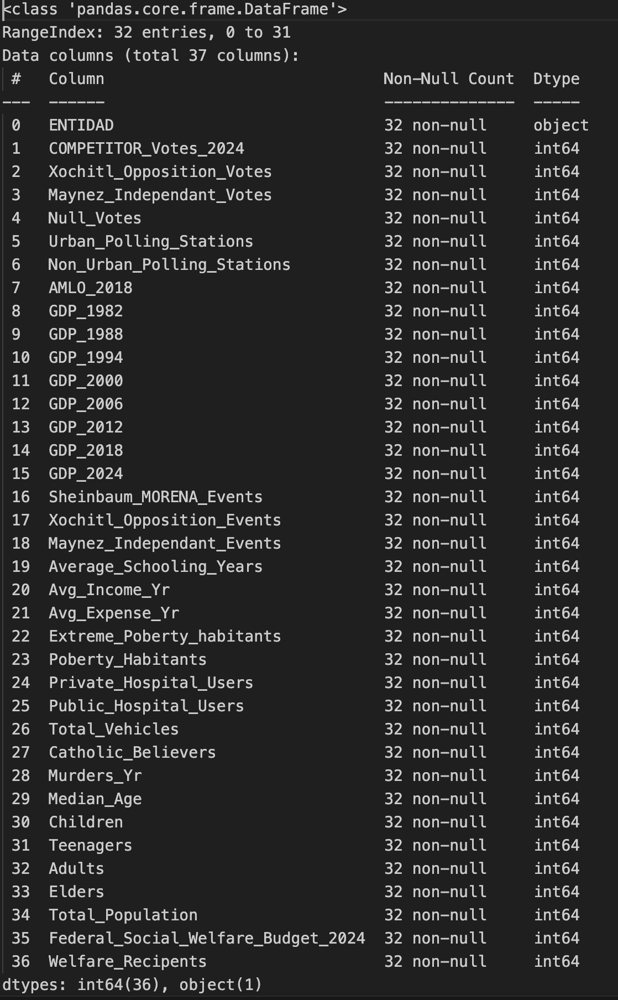 <class 'pandas.core.frame.DataFrame'>
RangeIndex: 32 entries, 0 to 31
Data columns (total 37 columns):
 #   Column                              Non-Null Count  Dtype
---  ------                              --------------  -----
 0   ENTIDAD                             32 non-null     object
 1   COMPETITOR_Votes_2024               32 non-null     int64
 2   Xochitl_Opposition_Votes            32 non-null     int64
 3   Maynez_Independant_Votes            32 non-null     int64
 4   Null_Votes                          32 non-null     int64
 5   Urban_Polling_Stations              32 non-null     int64
 6   Non_Urban_Polling_Stations          32 non-null     int64
 7   AMLO_2018                           32 non-null     int64
 8   GDP_1982                            32 non-null     int64
 9   GDP_1988                            32 non-null     int64
 10  GDP_1994                            32 non-null     int64
 11  GDP_2000                            32 non-null     int64
 12  GDP_2006                            32 non-null     int64
 13  GDP_2012                            32 non-null     int64
 14  GDP_2018                            32 non-null     int64
 15  GDP_2024                            32 non-null     int64
 16  Sheinbaum_MORENA_Events             32 non-null     int64
 17  Xochitl_Opposition_Events           32 non-null     int64
 18  Maynez_Independant_Events           32 non-null     int64
 19  Average_Schooling_Years             32 non-null     int64
 20  Avg_Income_Yr                       32 non-null     int64
 21  Avg_Expense_Yr                      32 non-null     int64
 22  Extreme_Poberty_habitants           32 non-null     int64
 23  Poberty_Habitants                   32 non-null     int64
 24  Private_Hospital_Users              32 non-null     int64
 25  Public_Hospital_Users               32 non-null     int64
 26  Total_Vehicles                      32 non-null     int64
 27  Catholic_Believers                  32 non-null     int64
 28  Murders_Yr                          32 non-null     int64
 29  Median_Age                          32 non-null     int64
 30  Children                            32 non-null     int64
 31  Teenagers                           32 non-null     int64
 32  Adults                              32 non-null     int64
 33  Elders                              32 non-null     int64
 34  Total_Population                    32 non-null     int64
 35  Federal_Social_Welfare_Budget_2024  32 non-null     int64
 36  Welfare_Recipents                   32 non-null     int64
dtypes: int64(36), object(1)